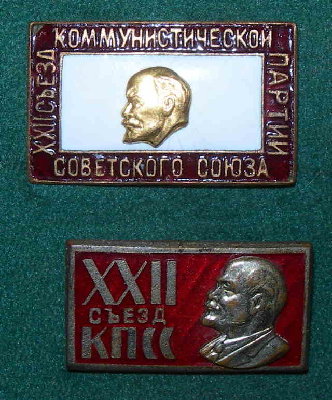 XXII СЪЕЗД
КОММУНИСТИЧЕСКОЙ
ПАРТИИ
СОВЕТСКОГО СОЮЗА
XXII
СЪЕЗД
КПСС